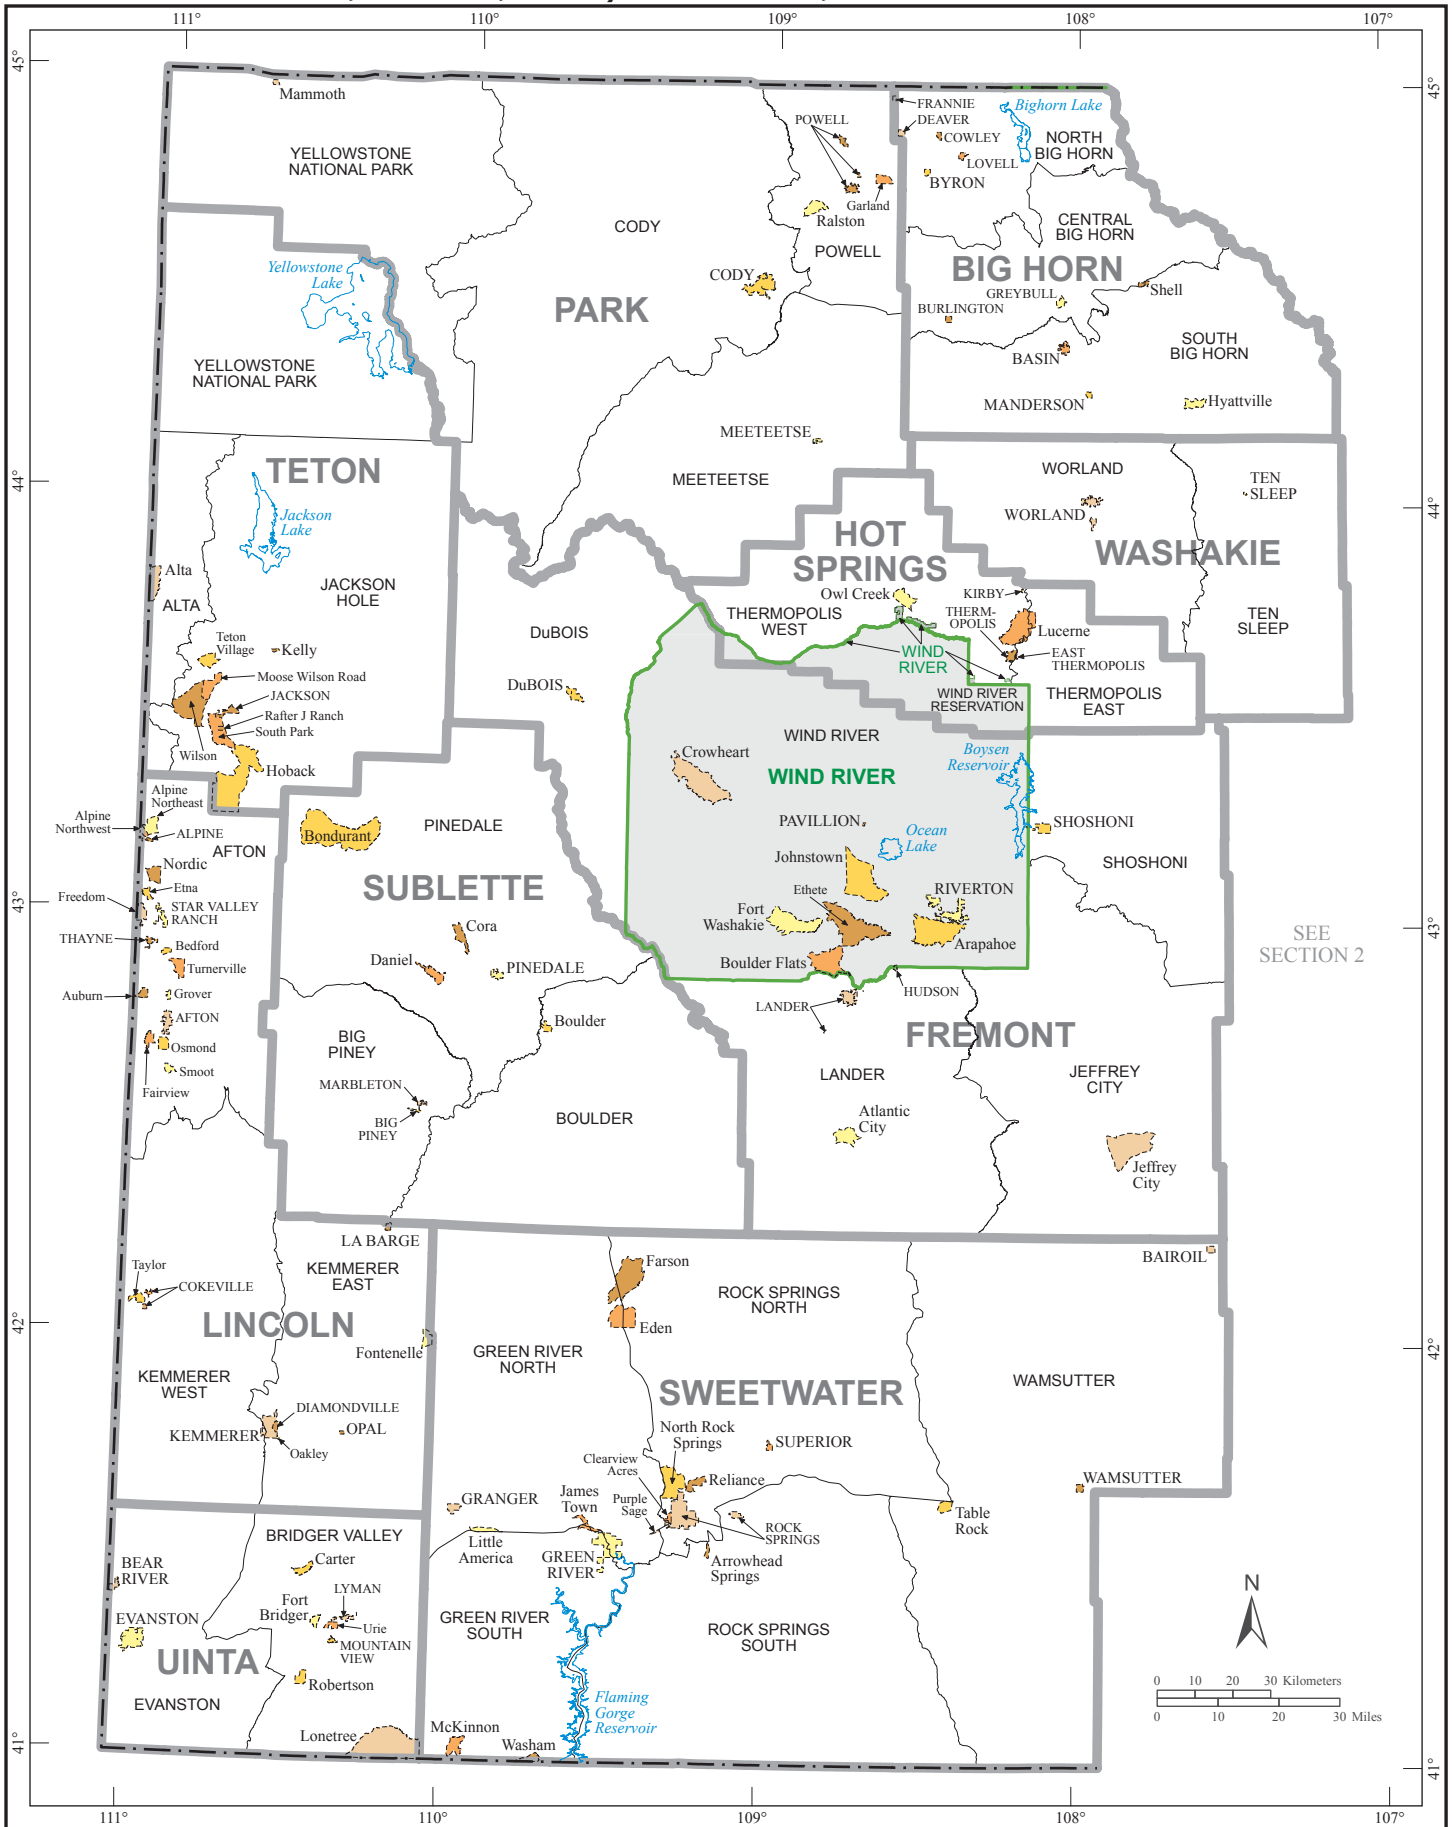 111°
110°
109°
108°
107°
45°
45°
Mammoth
YELLOWSTONE
NATIONAL PARK
POWELL
FRANNIE
DEAVER
COWLEY
LOVELL
BYRON
Bighorn Lake
NORTH
BIG HORN
Garland
Ralston
POWELL
CODY
CENTRAL
BIG HORN
BIG HORN
Yellowstone
Lake
CODY
PARK
GREYBULL
Shell
BURLINGTON
SOUTH
BIG HORN
BASIN
YELLOWSTONE
NATIONAL PARK
MANDERSON
Hyattville
MEETEETSE
MEETEETSE
TETON
WORLAND
TEN
SLEEP
WORLAND
44°
44°
Jackson
Lake
HOT
SPRINGS
WASHAKIE
Alta
ALTA
JACKSON
HOLE
Owl Creek
KIRBY
THERMOPOLIS
WEST
THERM-
OPOLIS
Lucerne
TEN
SLEEP
DuBOIS
Teton
Village
Kelly
WIND
RIVER
EAST
THERMOPOLIS
Moose Wilson Road
JACKSON
Rafter J Ranch
South Park
Wilson
DuBOIS
WIND RIVER
RESERVATION
THERMOPOLIS
EAST
WIND RIVER
Boysen
Reservoir
Hoback
Crowheart
WIND RIVER
Alpine
Northeast
Alpine
Northwest
ALPINE
AFTON
Bondurant
PINEDALE
PAVILLION
Ocean
Lake
SHOSHONI
SHOSHONI
Nordic
Johnstown
SUBLETTE
Etna
Freedom
STAR VALLEY
RANCH
Ethete
RIVERTON
Fort
Washakie
43°
43°
Cora
THAYNE
Bedford
Arapahoe
SEE
SECTION 2
Daniel
PINEDALE
Boulder Flats
Turnerville
Auburn
Grover
HUDSON
LANDER
AFTON
Boulder
FREMONT
Osmond
BIG
PINEY
Smoot
Fairview
LANDER
JEFFREY
CITY
MARBLETON
BIG
PINEY
BOULDER
Atlantic
City
Jeffrey
City
LA BARGE
BAIROIL
Taylor
COKEVILLE
KEMMERER
EAST
Farson
ROCK SPRINGS
NORTH
42°
42°
LINCOLN
Eden
Fontenelle
GREEN RIVER
NORTH
KEMMERER
WEST
SWEETWATER
WAMSUTTER
DIAMONDVILLE
KEMMERER
OPAL
Oakley
North Rock
Springs
SUPERIOR
Clearview
Acres
Reliance
WAMSUTTER
GRANGER
James
Town
Purple
Sage
ROCK
SPRINGS
Table
Rock
BRIDGER VALLEY
Little
America
GREEN
RIVER
Arrowhead
Springs
BEAR
RIVER
Carter
LYMAN
Fort
Bridger
Urie
EVANSTON
MOUNTAIN
VIEW
GREEN RIVER
SOUTH
ROCK SPRINGS
SOUTH
N
UINTA
Robertson
EVANSTON
Flaming
Gorge
Reservoir
0 10 20 30 Kilometers
0 10 20 30 Miles
Lonetree
McKinnon
Washam
41°
41°
111°
110°
109°
108°
107°